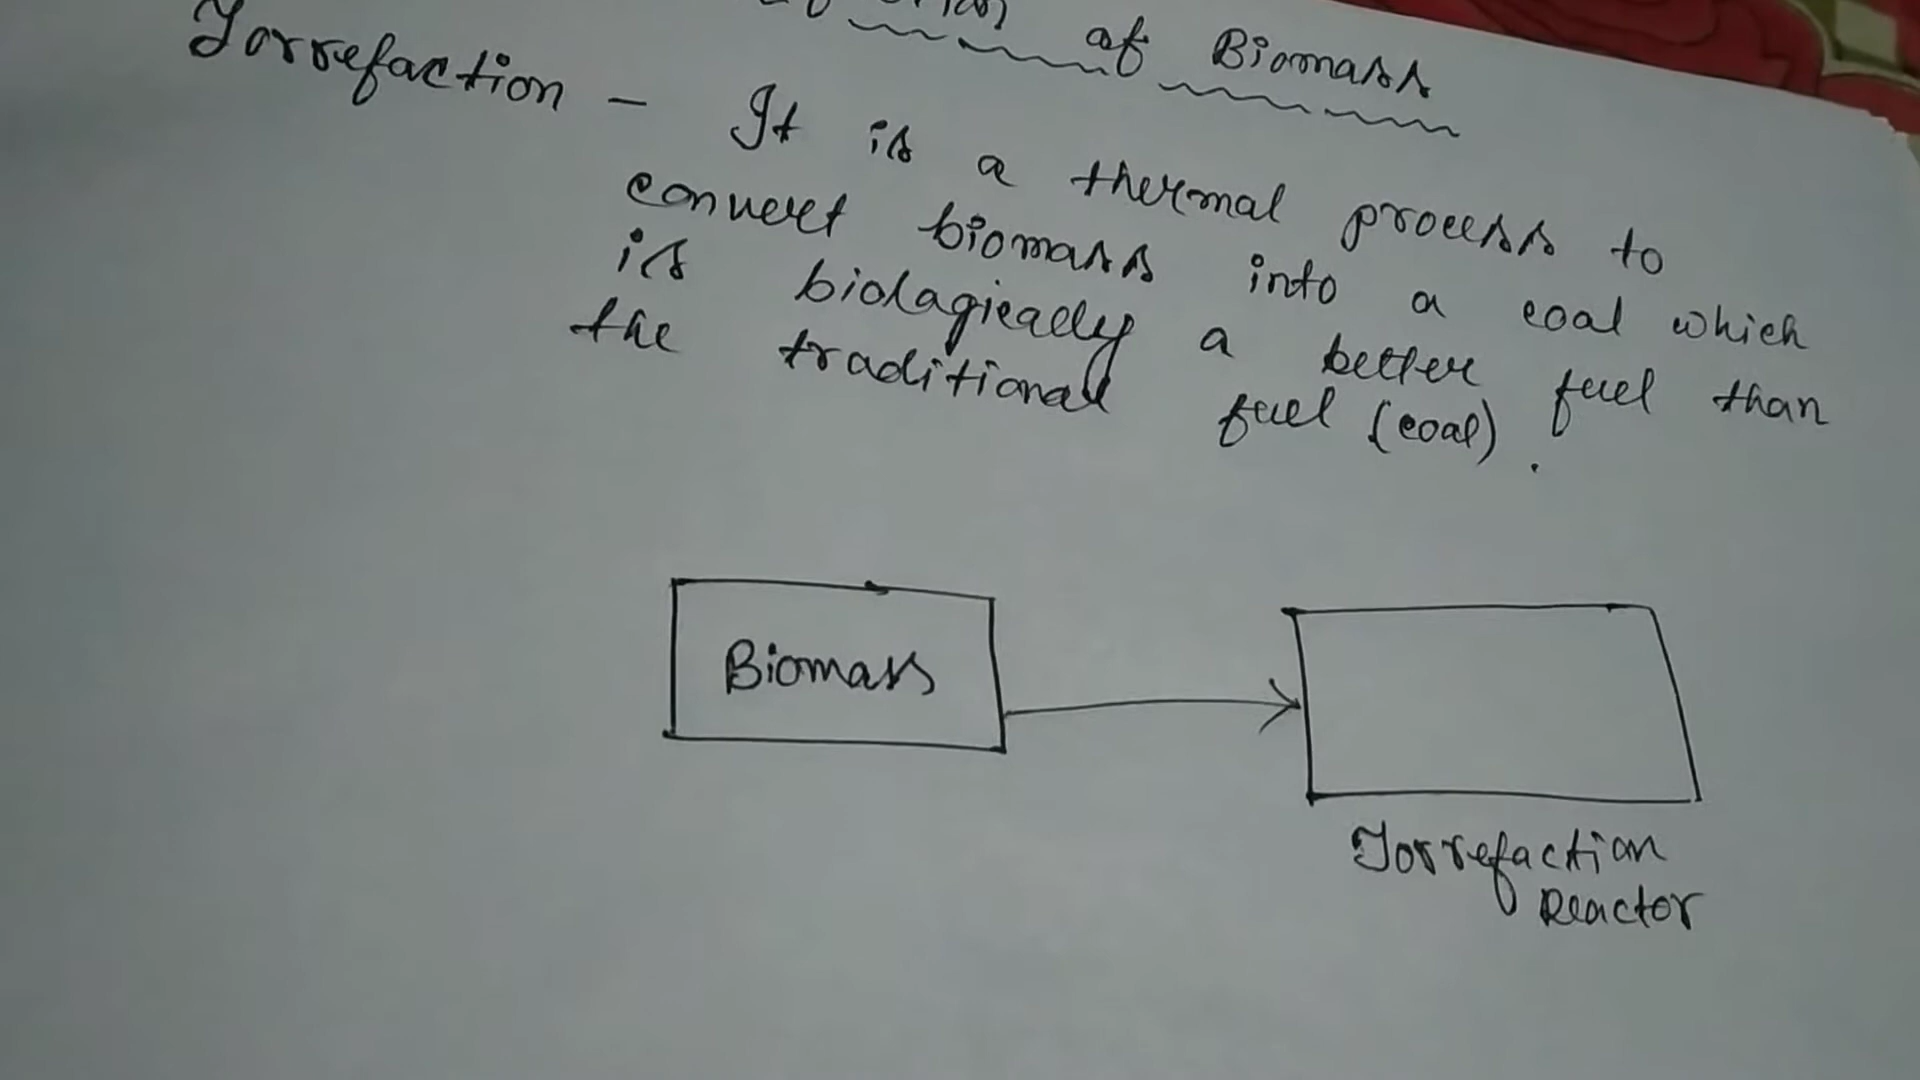 of Biomass
Torrefaction - It is a thermal process to
convert biomass into a coal which
is biologically a better fuel than
the traditional fuel (coal).
Biomass
Torrefaction
Reactor